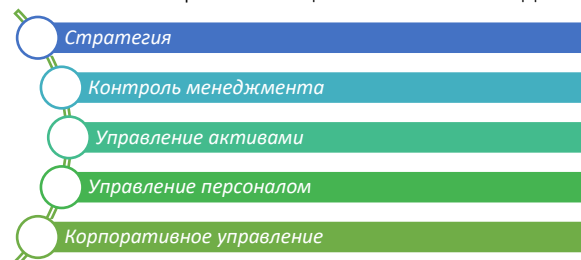 Стратегия
Контроль менеджмента
Управление активами
Управление персоналом
Корпоративное управление